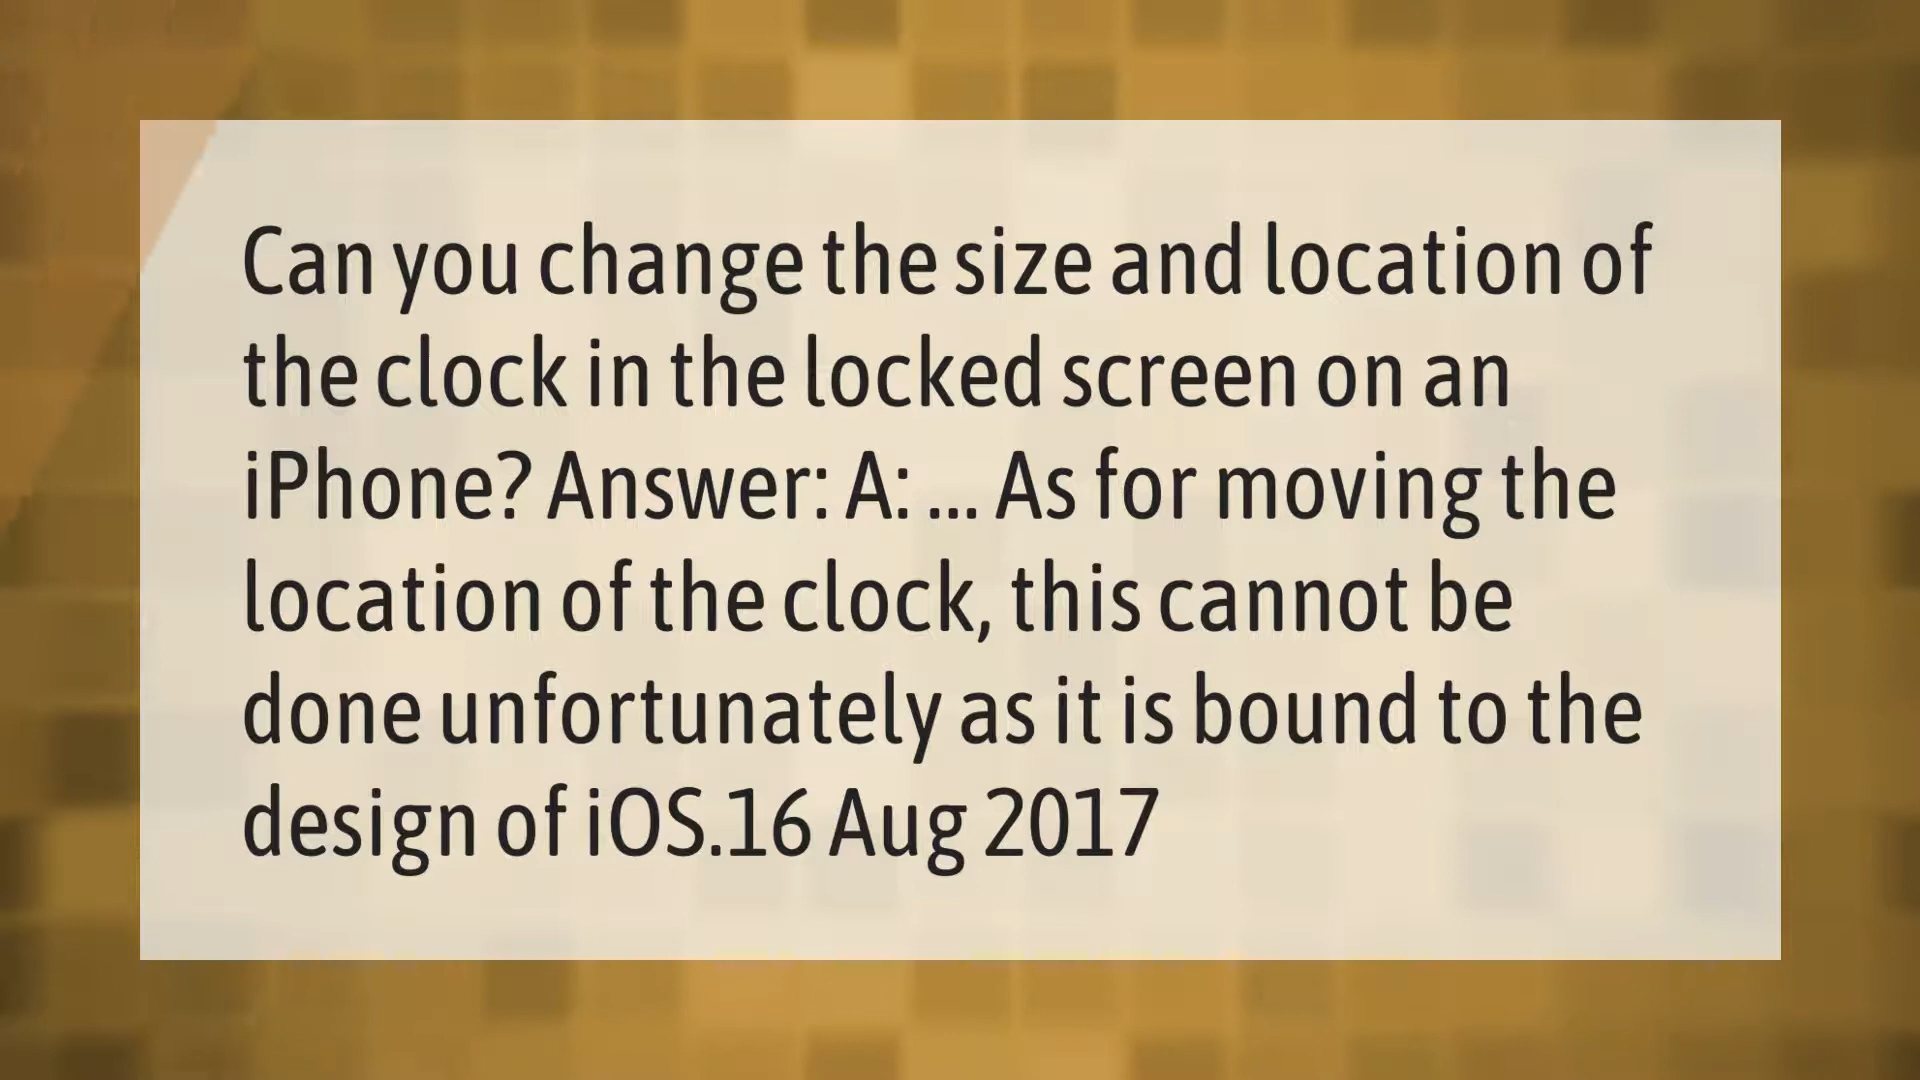 Can you change the size and location of
the clock in the locked screen on an
iPhone? Answer: A: ... As for moving the
location of the clock, this cannot be
done unfortunately as it is bound to the
design of iOS.16 Aug 2017